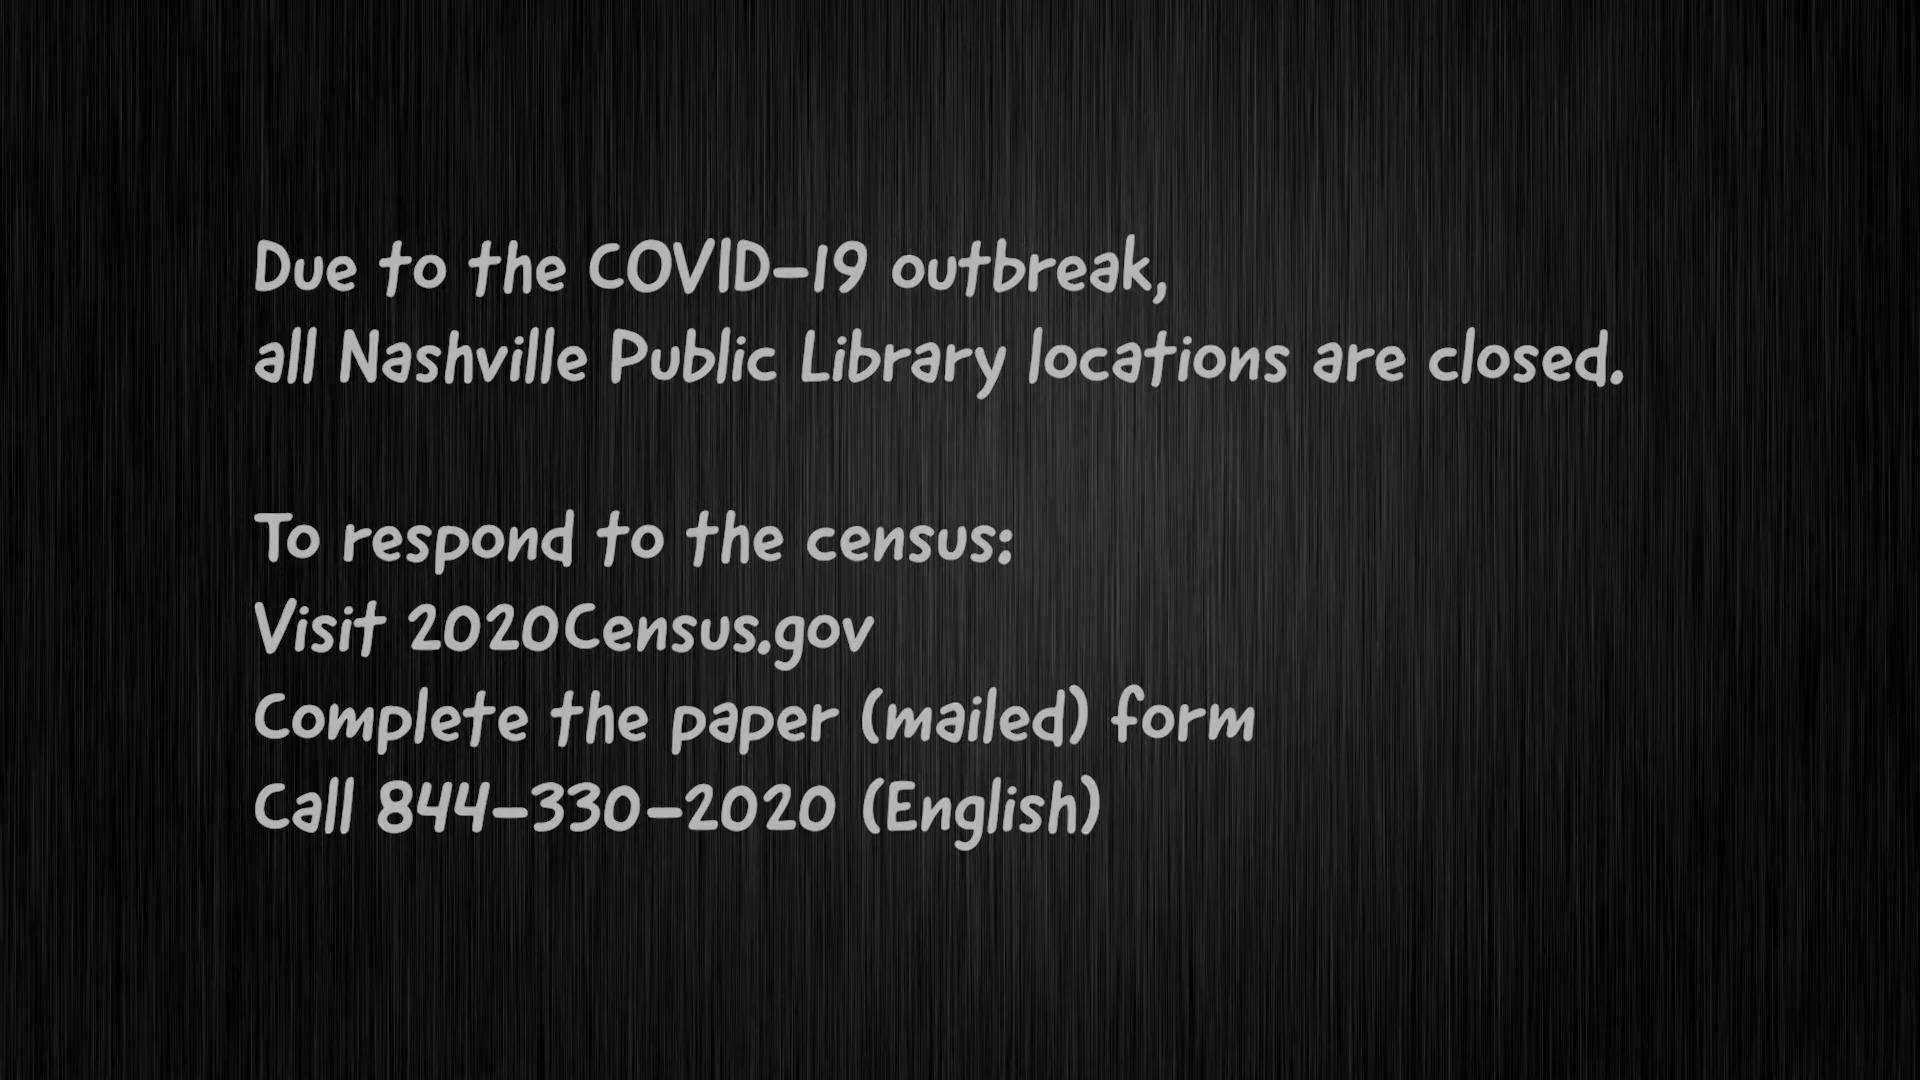 Due to the COVID-19 outbreak,
all Nashville Public Library locations are closed.
To respond to the census:
Visit 2020Census.gov
Complete the paper (mailed) form
Call 844-330-2020 (English)